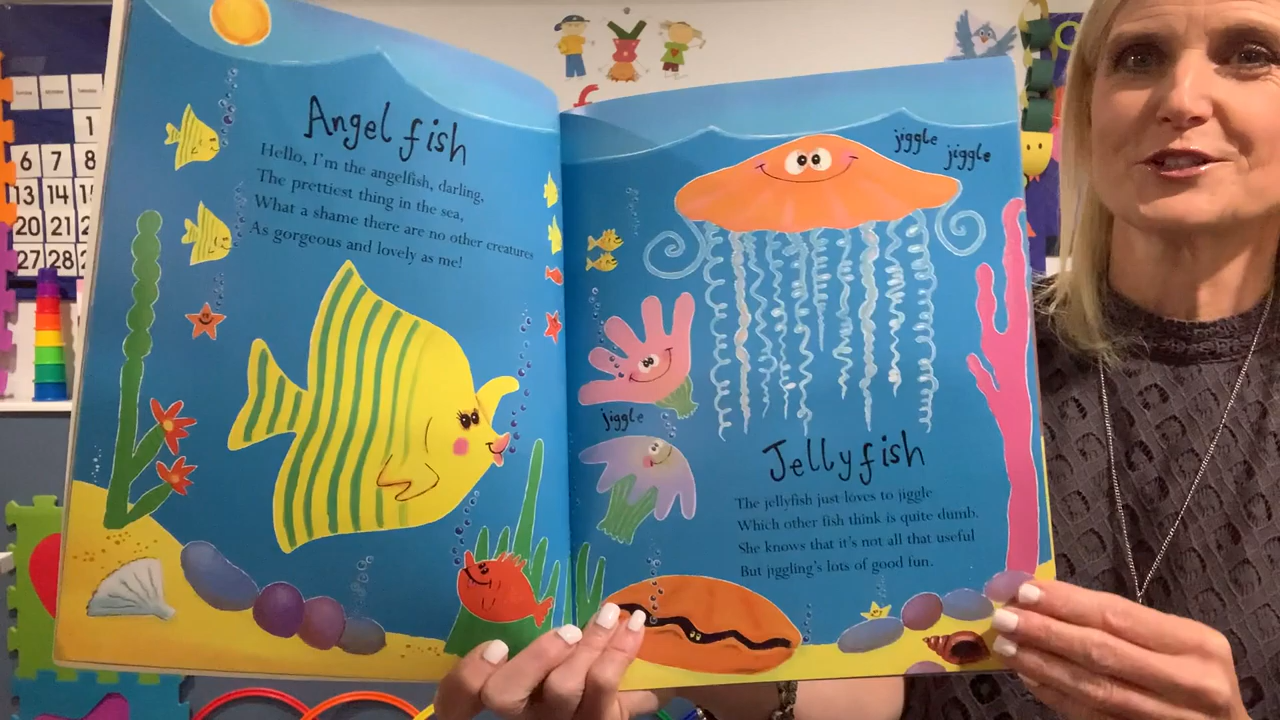 Angel fish
Hello, I'm the angelfish, darling,
The prettiest thing in the sea,
What a shame there are no other creatures
As gorgeous and lovely as me!
jiggle
jiggle
jiggle
Jellyfish
The jellyfish just loves to jiggle
Which other fish think is quite dumb.
She knows that it's not all that useful
But jiggling's lots of good fun.
1
6 7 8
13 14
20 21
27 28